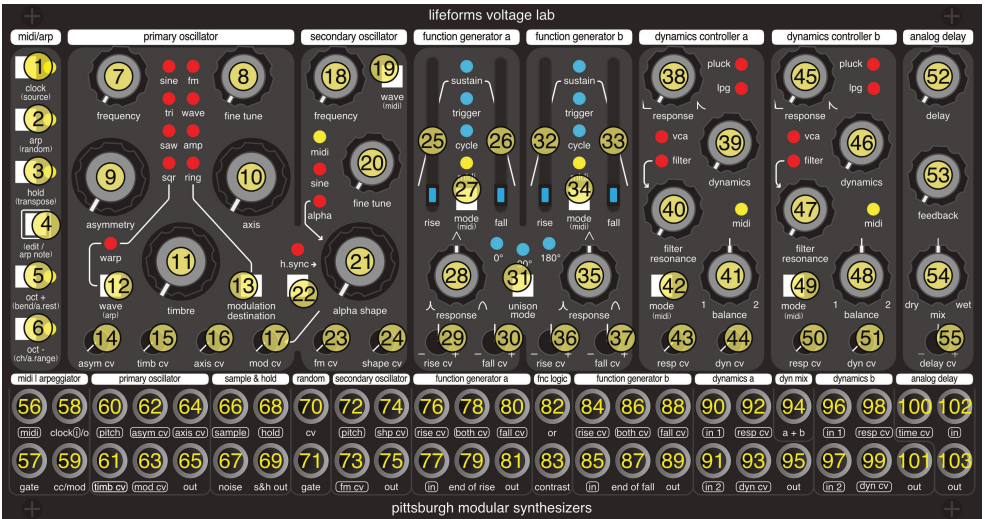 lifeforms voltage lab
midi/arp primary oscillator secondary oscillator function generator a function generator b dynamics controller a dynamics controller b analog delay
1 clock (source)
2 arp (random)
3 hold (transpose)
4 (edit / arp note)
5 oct + (bend/a.rest)
6 oct - (ch/a.range)
7 frequency
sine fm
tri wave
saw amp
sqr ring
8 fine tune
9 asymmetry
10 axis
warp
11 timbre
12 wave (arp)
13 modulation destination
14 asym cv
15 timb cv
16 axis cv
17 mod cv
18 frequency
19 wave (midi)
midi
sine
alpha
20 fine tune
h.sync
21 alpha shape
22
23 fm cv
24 shape cv
sustain
trigger
cycle
25 rise
26 fall
27 mode (midi)
28 response
29 − + rise cv
30 − + fall cv
0° 180°
31 unison mode
sustain
trigger
cycle
32 rise
33 fall
34 mode (midi)
35 response
36 − + rise cv
37 − + fall cv
38 response
pluck
lpg
vca
filter
39 dynamics
40 filter resonance
midi
41 1 2 balance
42 mode (midi)
43 resp cv
44 dyn cv
45 response
pluck
lpg
vca
filter
46 dynamics
47 filter resonance
midi
48 1 2 balance
49 mode (midi)
50 resp cv
51 dyn cv
52 delay
53 feedback
54 dry wet mix
55 − + delay cv
midi | arpeggiator primary oscillator sample & hold random secondary oscillator function generator a fnc logic function generator b dynamics a dyn mix dynamics b analog delay
56 58 60 62 64 66 68 70 72 74 76 78 80 82 84 86 88 90 92 94 96 98 100 102
midi clock(i)/o pitch asym cv axis cv sample hold cv pitch shp cv rise cv both cv fall cv or rise cv both cv fall cv in 1 resp cv a + b in 1 resp cv time cv in
57 59 61 63 65 67 69 71 73 75 77 79 81 83 85 87 89 91 93 95 97 99 101 103
gate cc/mod timb cv mod cv out noise s&h out gate fm cv out in end of rise out contrast in end of fall out in 2 dyn cv out in 2 dyn cv out out
pittsburgh modular synthesizers